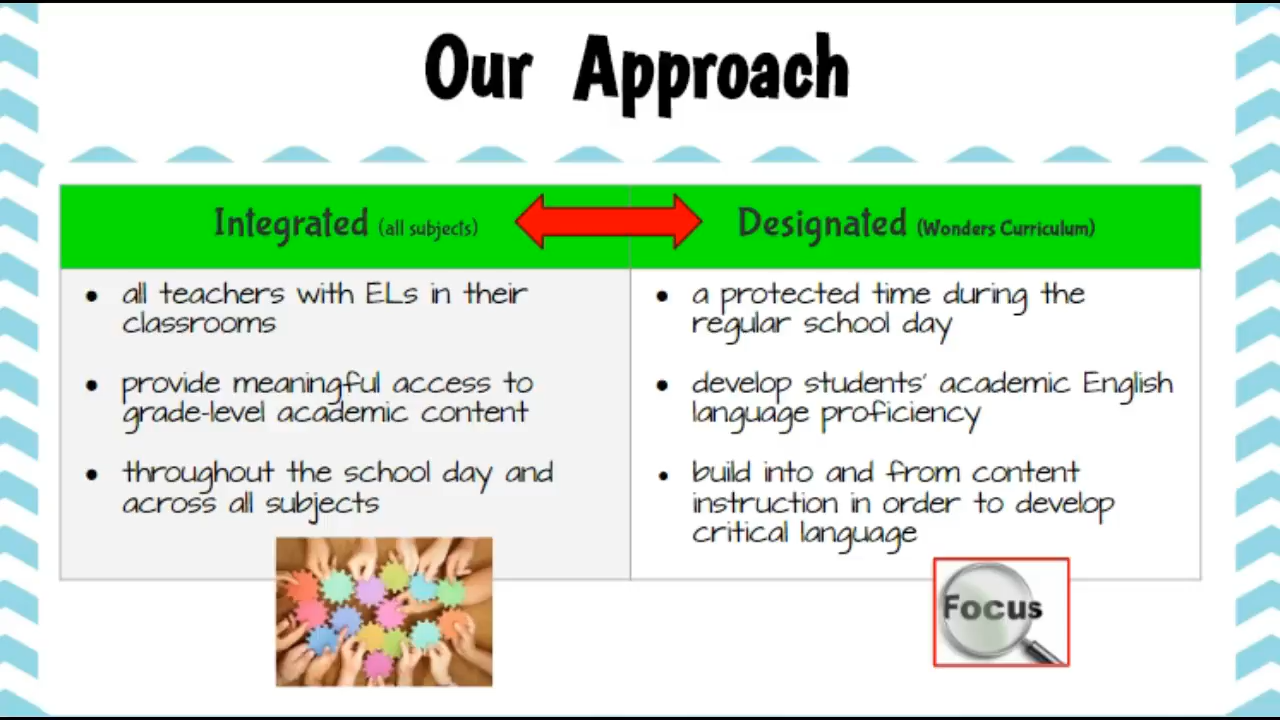 Our Approach
Integrated (all subjects)
Designated (Wonders Curriculum)
● all teachers with ELs in their
classrooms
● provide meaningful access to
grade-level academic content
● throughout the school day and
across all subjects
● a protected time during the
regular school day
● develop students' academic English
language proficiency
● build into and from content
instruction in order to develop
critical language
Focus